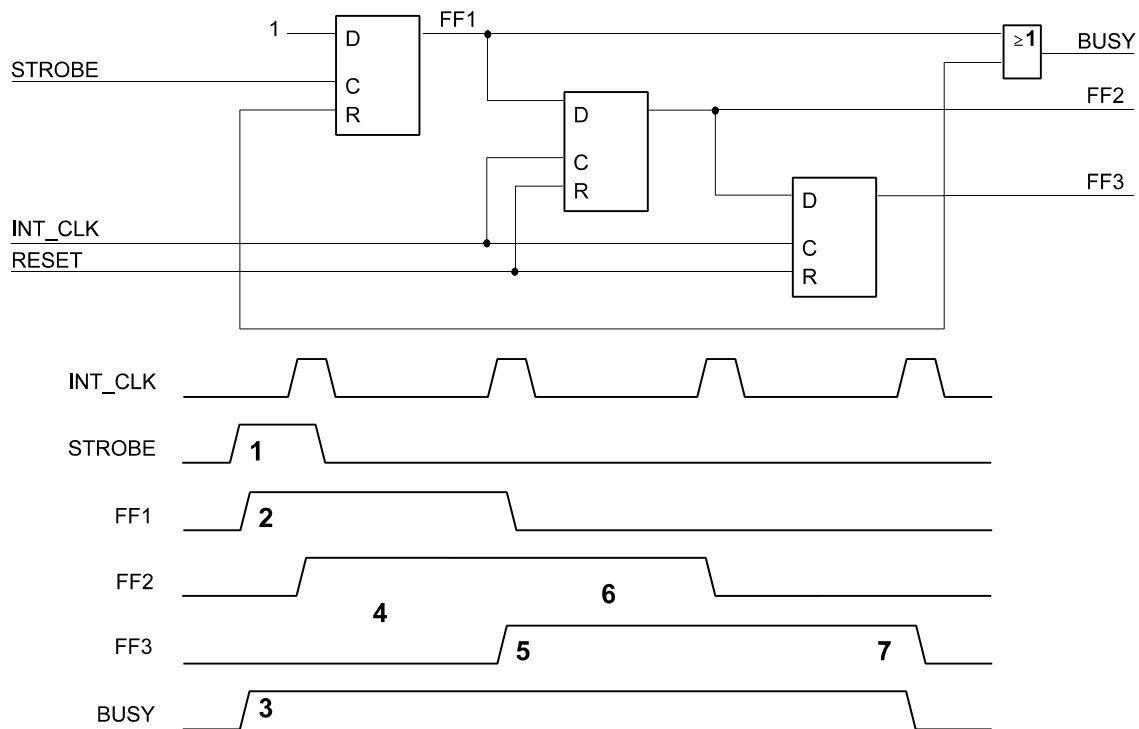 FF1
1
D
≥1
BUSY
STROBE
C
R
FF2
D
C
R
FF3
D
INT_CLK
C
RESET
R
INT_CLK
STROBE
1
FF1
2
FF2
4
6
FF3
5
7
BUSY
3